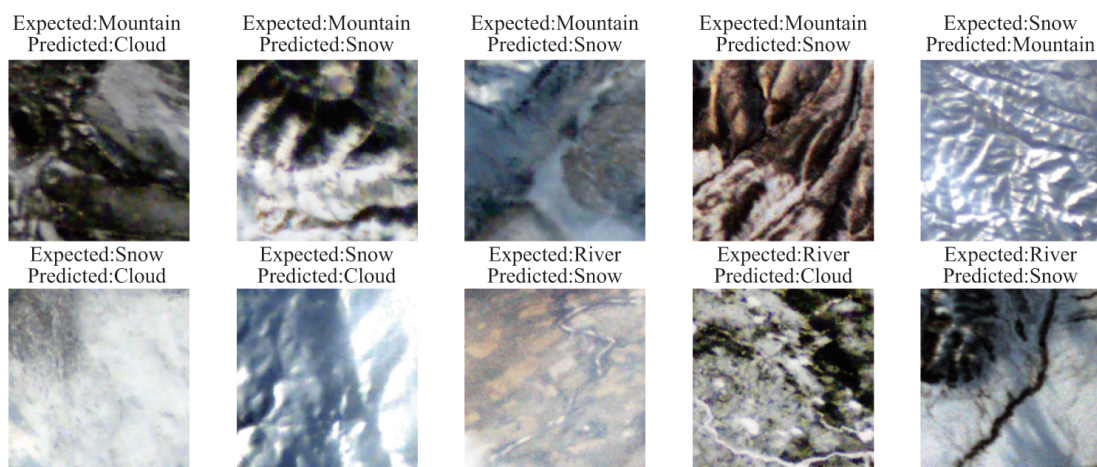 Expected:Mountain
Predicted:Cloud
Expected:Mountain
Predicted:Snow
Expected:Mountain
Predicted:Snow
Expected:Mountain
Predicted:Snow
Expected:Snow
Predicted:Mountain
Expected:Snow
Predicted:Cloud
Expected:Snow
Predicted:Cloud
Expected:River
Predicted:Snow
Expected:River
Predicted:Cloud
Expected:River
Predicted:Snow